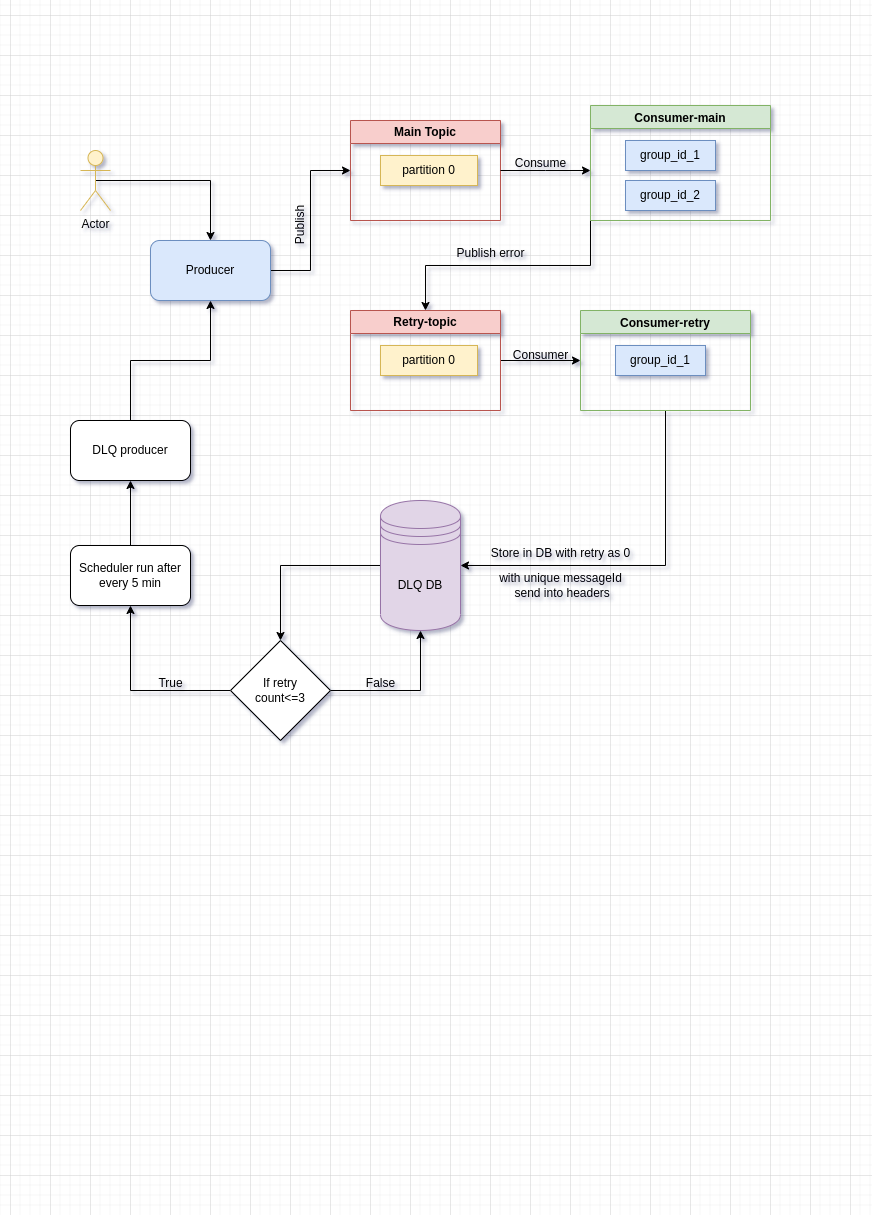 Main Topic
partition 0
Consume
Consumer-main
group_id_1
group_id_2
Actor
Publish
Producer
Publish error
Retry-topic
partition 0
Consumer
Consumer-retry
group_id_1
DLQ producer
Scheduler run after
every 5 min
DLQ DB
Store in DB with retry as 0
with unique messageId
send into headers
True
If retry
count<=3
False